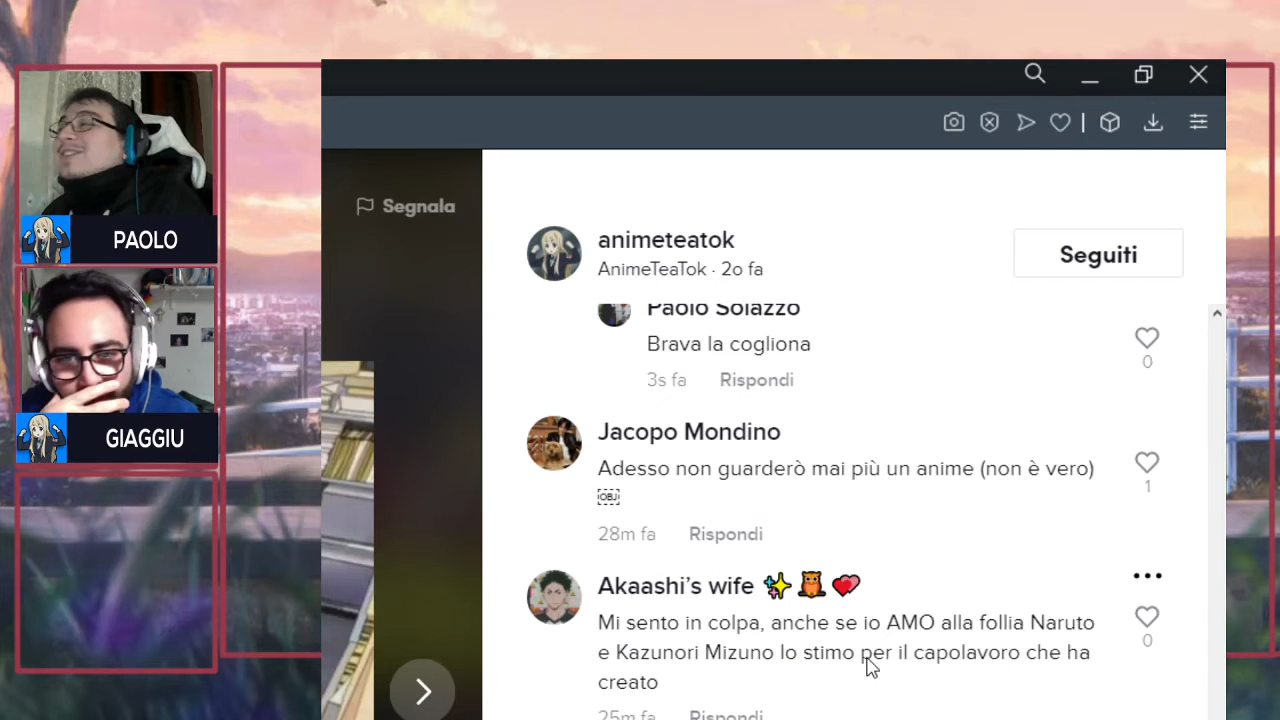 PAOLO
GIAGGIU
Segnala
animeteatok
AnimeTeaTok · 2o fa
Seguiti
Paolo Solazzo
Brava la cogliona
0
3s fa Rispondi
Jacopo Mondino
Adesso non guarderò mai più un anime (non è vero)
OBJ
1
28m fa Rispondi
Akaashi's wife ✨🦉💕
Mi sento in colpa, anche se io AMO alla follia Naruto
e Kazunori Mizuno lo stimo per il capolavoro che ha
creato
0
25m fa Rispondi